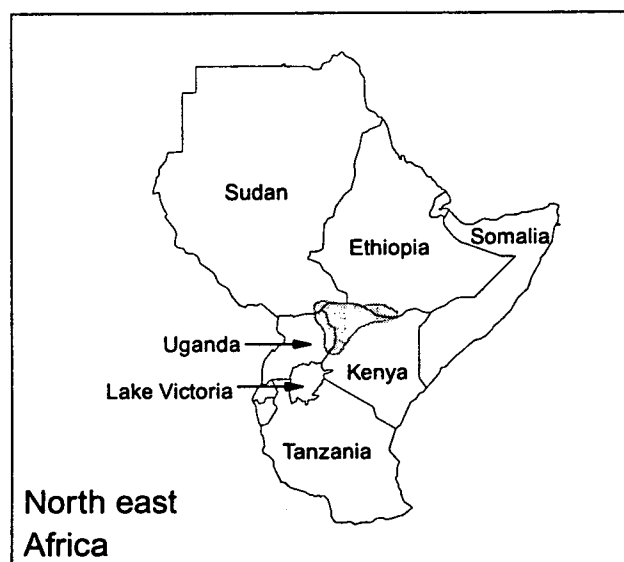 Sudan
Somalia
Ethiopia
Uganda
Kenya
Lake Victoria
Tanzania
North east
Africa